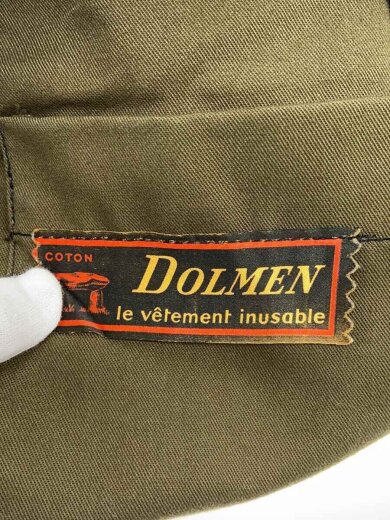 COTON
DOLMEN
le vêtement inusable